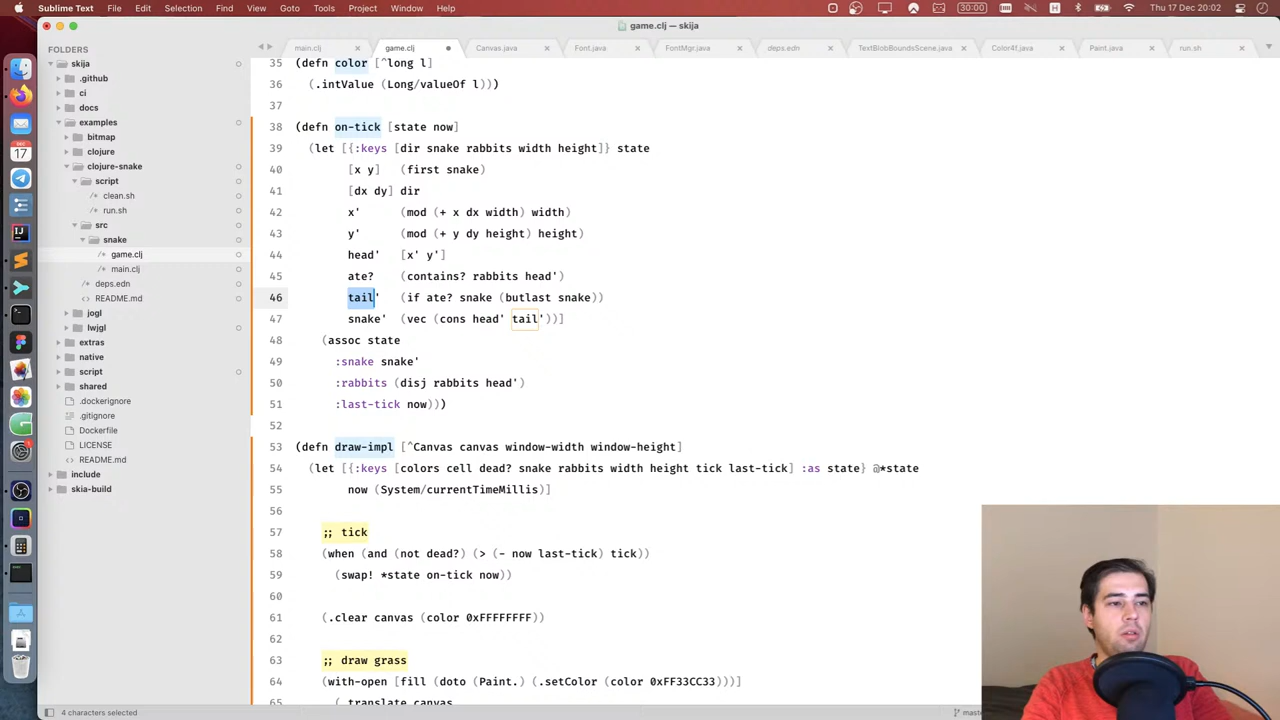 Sublime Text File Edit Selection Find View Goto Tools Project Window Help Thu 17 Dec 20:02
game.clj — skija
main.clj game.clj Canvas.java Font.java FontMgr.java deps.edn TextBlobBoundsScene.java Color4f.java Paint.java run.sh
FOLDERS
skija
.github
ci
docs
examples
bitmap
clojure
clojure-snake
script
clean.sh
run.sh
src
snake
game.clj
main.clj
deps.edn
README.md
jogl
lwjgl
extras
native
script
shared
.dockerignore
.gitignore
Dockerfile
LICENSE
README.md
include
skia-build
DEC
17
35 (defn color [^long l]
36 (.intValue (Long/valueOf l)))
37
38 (defn on-tick [state now]
39 (let [{:keys [dir snake rabbits width height]} state
40 [x y] (first snake)
41 [dx dy] dir
42 x' (mod (+ x dx width) width)
43 y' (mod (+ y dy height) height)
44 head' [x' y']
45 ate? (contains? rabbits head')
46 tail' (if ate? snake (butlast snake))
47 snake' (vec (cons head' tail'))]
48 (assoc state
49 :snake snake'
50 :rabbits (disj rabbits head')
51 :last-tick now)))
52
53 (defn draw-impl [^Canvas canvas window-width window-height]
54 (let [{:keys [colors cell dead? snake rabbits width height tick last-tick] :as state} @*state
55 now (System/currentTimeMillis)]
56
57 ;; tick
58 (when (and (not dead?) (> (- now last-tick) tick))
59 (swap! *state on-tick now))
60
61 (.clear canvas (color 0xFFFFFFFF))
62
63 ;; draw grass
64 (with-open [fill (doto (Paint.) (.setColor (color 0xFF33CC33)))]
65 (.translate canvas
4 characters selected